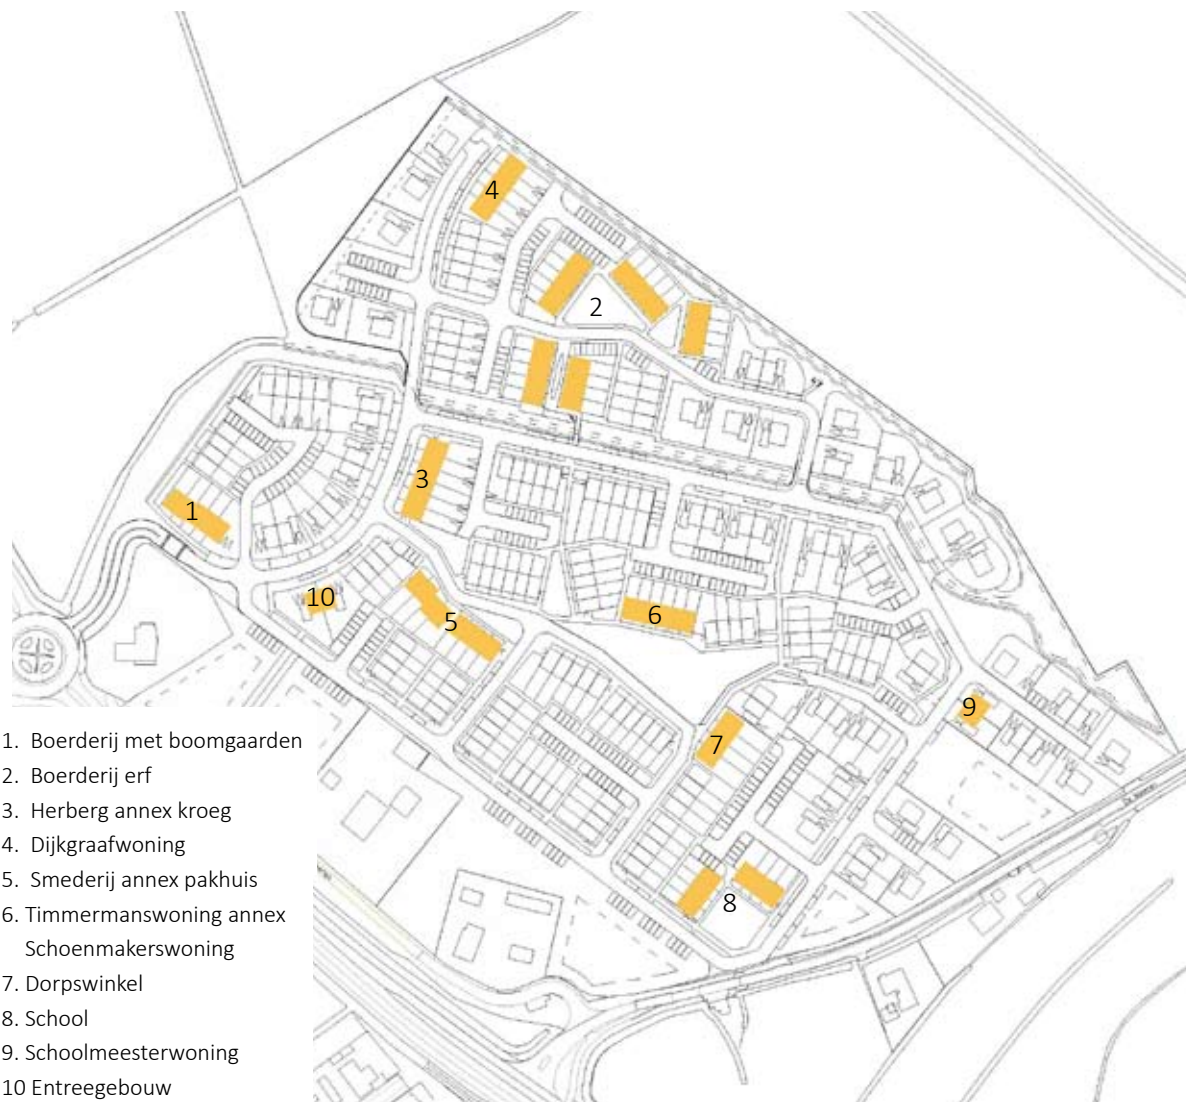 4
2
3
1
10
5
6
9
7
8
1. Boerderij met boomgaarden
2. Boerderij erf
3. Herberg annex kroeg
4. Dijkgraafwoning
5. Smederij annex pakhuis
6. Timmermanswoning annex
Schoenmakerswoning
7. Dorpswinkel
8. School
9. Schoolmeesterwoning
10 Entreegebouw